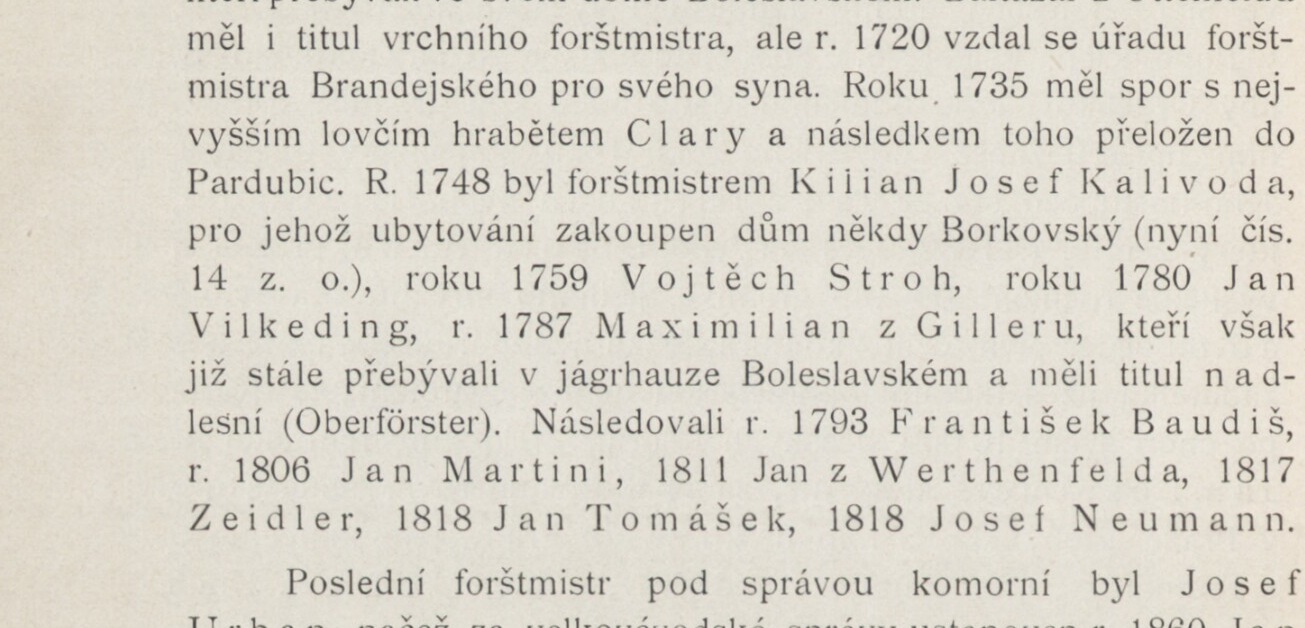 měl i titul vrchního forštmistra, ale r. 1720 vzdal se úřadu foršt-
mistra Brandejského pro svého syna. Roku 1735 měl spor s nej-
vyšším lovčím hrabětem Clary a následkem toho přeložen do
Pardubic. R. 1748 byl forštmistrem Kilian Josef Kalivoda,
pro jehož ubytování zakoupen dům někdy Borkovský (nyní čís.
14 z. o.), roku 1759 Vojtěch Stroh, roku 1780 Jan
Vilkeding, r. 1787 Maximilian z Gilleru, kteří však
již stále přebývali v jágrhauze Boleslavském a měli titul nad-
lesní (Oberförster). Následovali r. 1793 František Baudiš,
r. 1806 Jan Martini, 1811 Jan z Werthenfelda, 1817
Zeidler, 1818 Jan Tomášek, 1818 Josef Neumann.
Poslední forštmistr pod správou komorní byl Josef